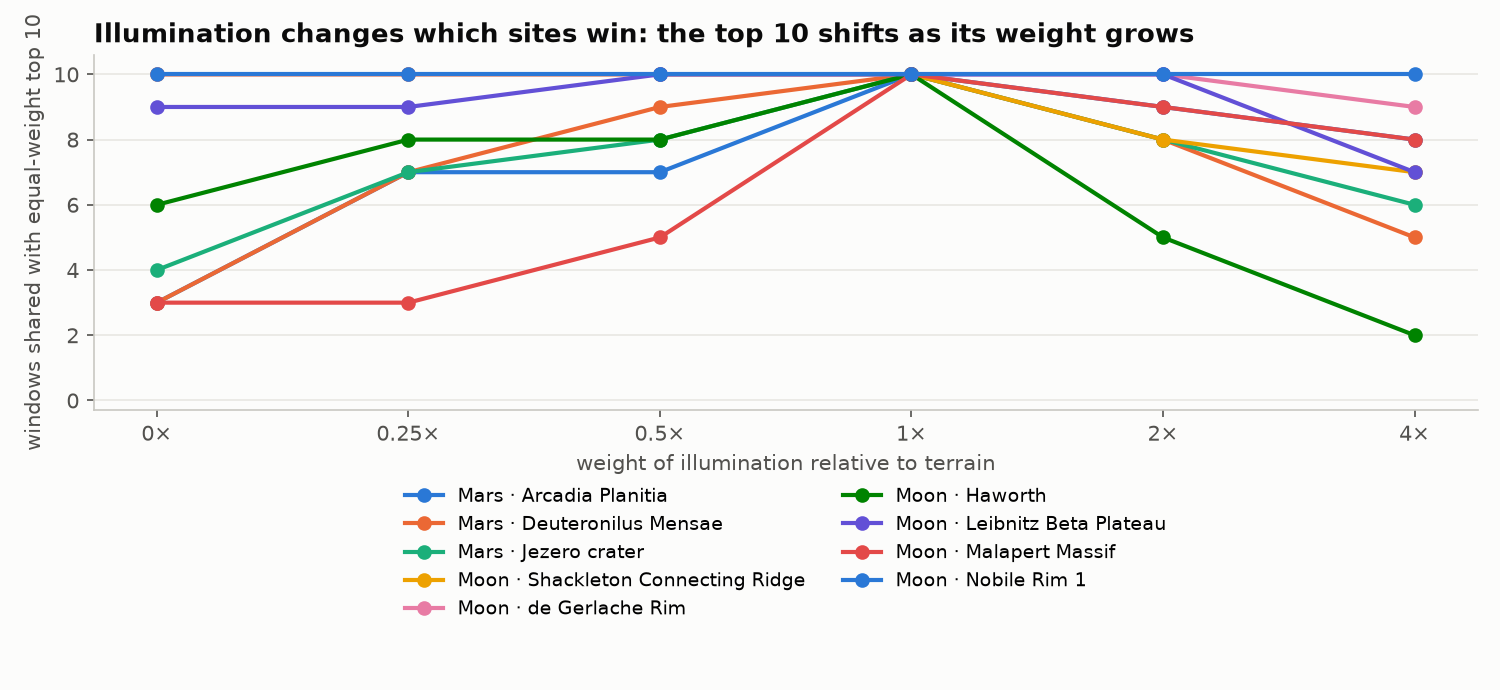 Illumination changes which sites win: the top 10 shifts as its weight grows
windows shared with equal-weight top 10
10
8
6
4
2
0
0× 0.25× 0.5× 1× 2× 4×
weight of illumination relative to terrain
Mars · Arcadia Planitia
Mars · Deuteronilus Mensae
Mars · Jezero crater
Moon · Shackleton Connecting Ridge
Moon · de Gerlache Rim
Moon · Haworth
Moon · Leibnitz Beta Plateau
Moon · Malapert Massif
Moon · Nobile Rim 1